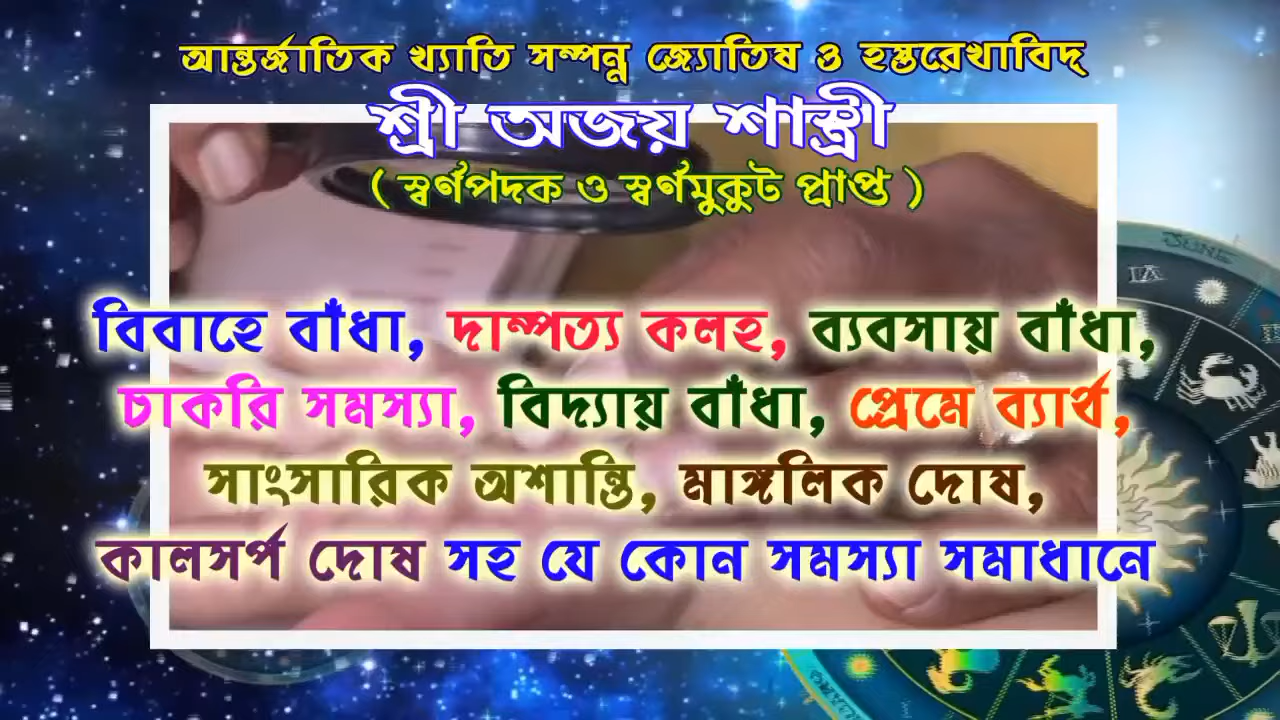 আন্তর্জাতিক খ্যাতি সম্পন্ন জ্যোতিষ ও হস্তরেখাবিদ্
শ্রী অজয় শাস্ত্রী
( স্বর্ণপদক ও স্বর্ণমুকুট প্রাপ্ত )
বিবাহে বাঁধা, দাম্পত্য কলহ, ব্যবসায় বাঁধা,
চাকরি সমস্যা, বিদ্যায় বাঁধা, প্রেমে ব্যার্থ,
সাংসারিক অশান্তি, মাঙ্গলিক দোষ,
কালসর্প দোষ সহ যে কোন সমস্যা সমাধানে
JUNE